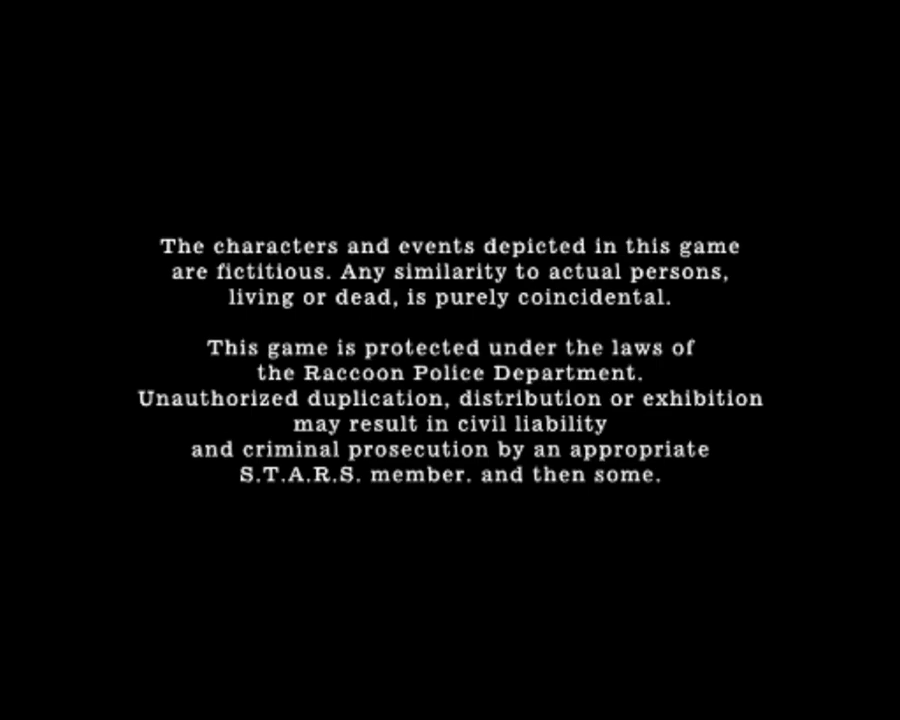 The characters and events depicted in this game
are fictitious. Any similarity to actual persons,
living or dead, is purely coincidental.
This game is protected under the laws of
the Raccoon Police Department.
Unauthorized duplication, distribution or exhibition
may result in civil liability
and criminal prosecution by an appropriate
S.T.A.R.S. member. and then some.